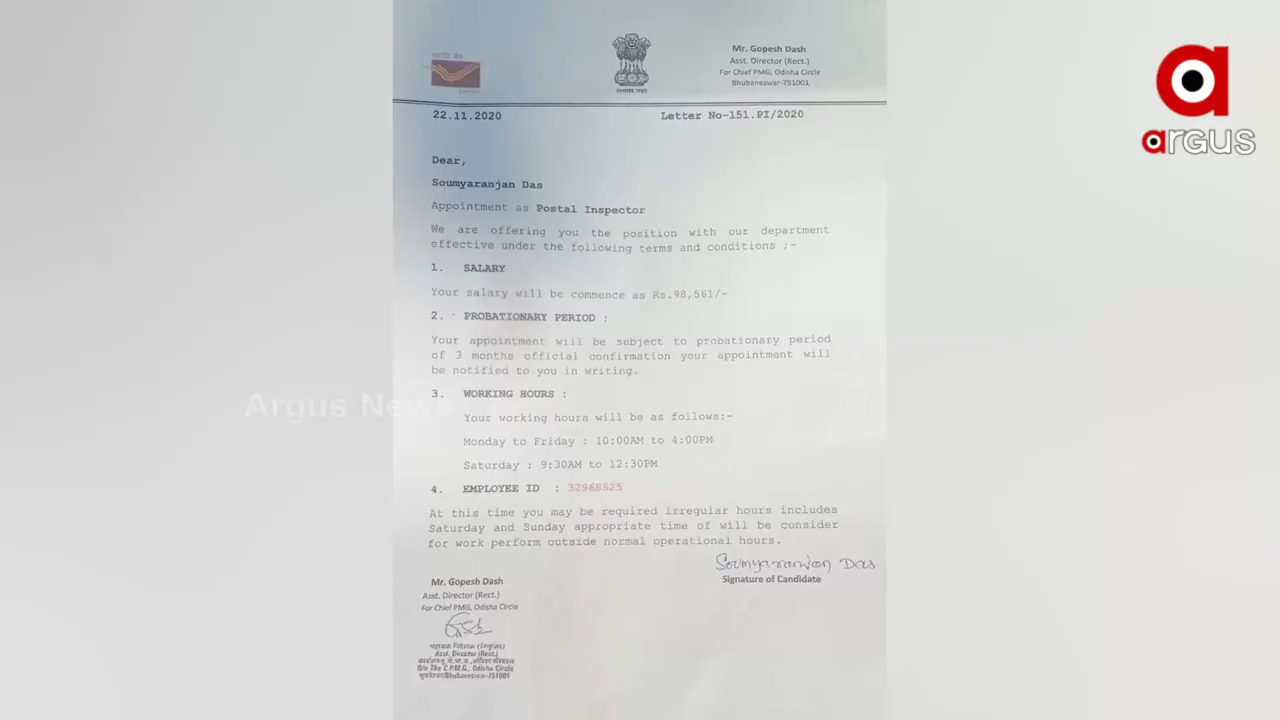 भारतीय डाक
सत्यमेव जयते
Mr. Gopesh Dash
Asst. Director (Rect.)
For Chief PMG, Odisha Circle
Bhubaneswar-751001
argus
22.11.2020 Letter No-151.PI/2020
Dear,
Soumyaranjan Das
Appointment as Postal Inspector
We are offering you the position with our department
effective under the following terms and conditions ;-
1. SALARY
Your salary will be commence as Rs.98,561/-
2. PROBATIONARY PERIOD :
Your appointment will be subject to probationary period
of 3 months official confirmation your appointment will
be notified to you in writing.
3. WORKING HOURS :
Argus News
Your working hours will be as follows:-
Monday to Friday : 10:00AM to 4:00PM
Saturday : 9:30AM to 12:30PM
4. EMPLOYEE ID : 32968525
At this time you may be required irregular hours includes
Saturday and Sunday appropriate time of will be consider
for work perform outside normal operational hours.
Soumyaranjan Das
Signature of Candidate
Mr. Gopesh Dash
Asst. Director (Rect.)
For Chief PMG, Odisha Circle
Asst. Director (Rect.)
O/o The C.P.M.G., Odisha Circle
भुवनेश्वर/Bhubaneswar-751001